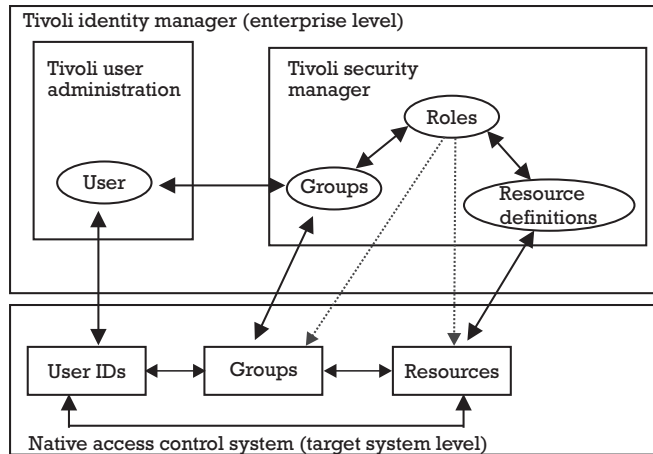 Tivoli identity manager (enterprise level)
Tivoli user
administration
Tivoli security
manager
Roles
User
Groups
Resource
definitions
User IDs
Groups
Resources
Native access control system (target system level)